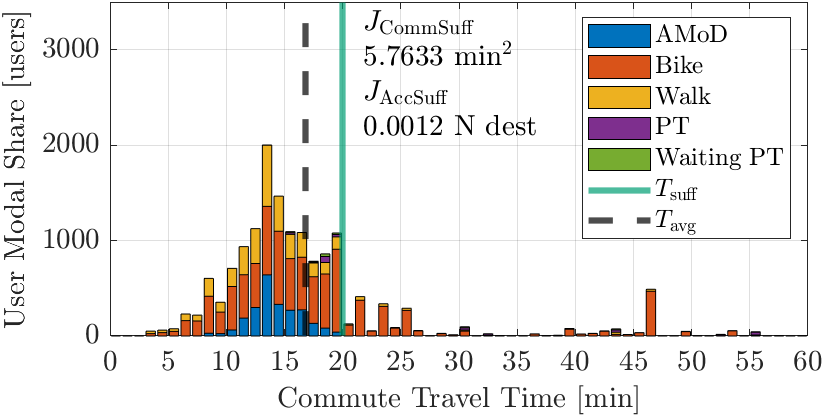 User Modal Share [users]
3000
2000
1000
0
J_CommSuff
5.7633 min²
J_AccSuff
0.0012 N dest
AMoD
Bike
Walk
PT
Waiting PT
T_suff
T_avg
0 5 10 15 20 25 30 35 40 45 50 55 60
Commute Travel Time [min]